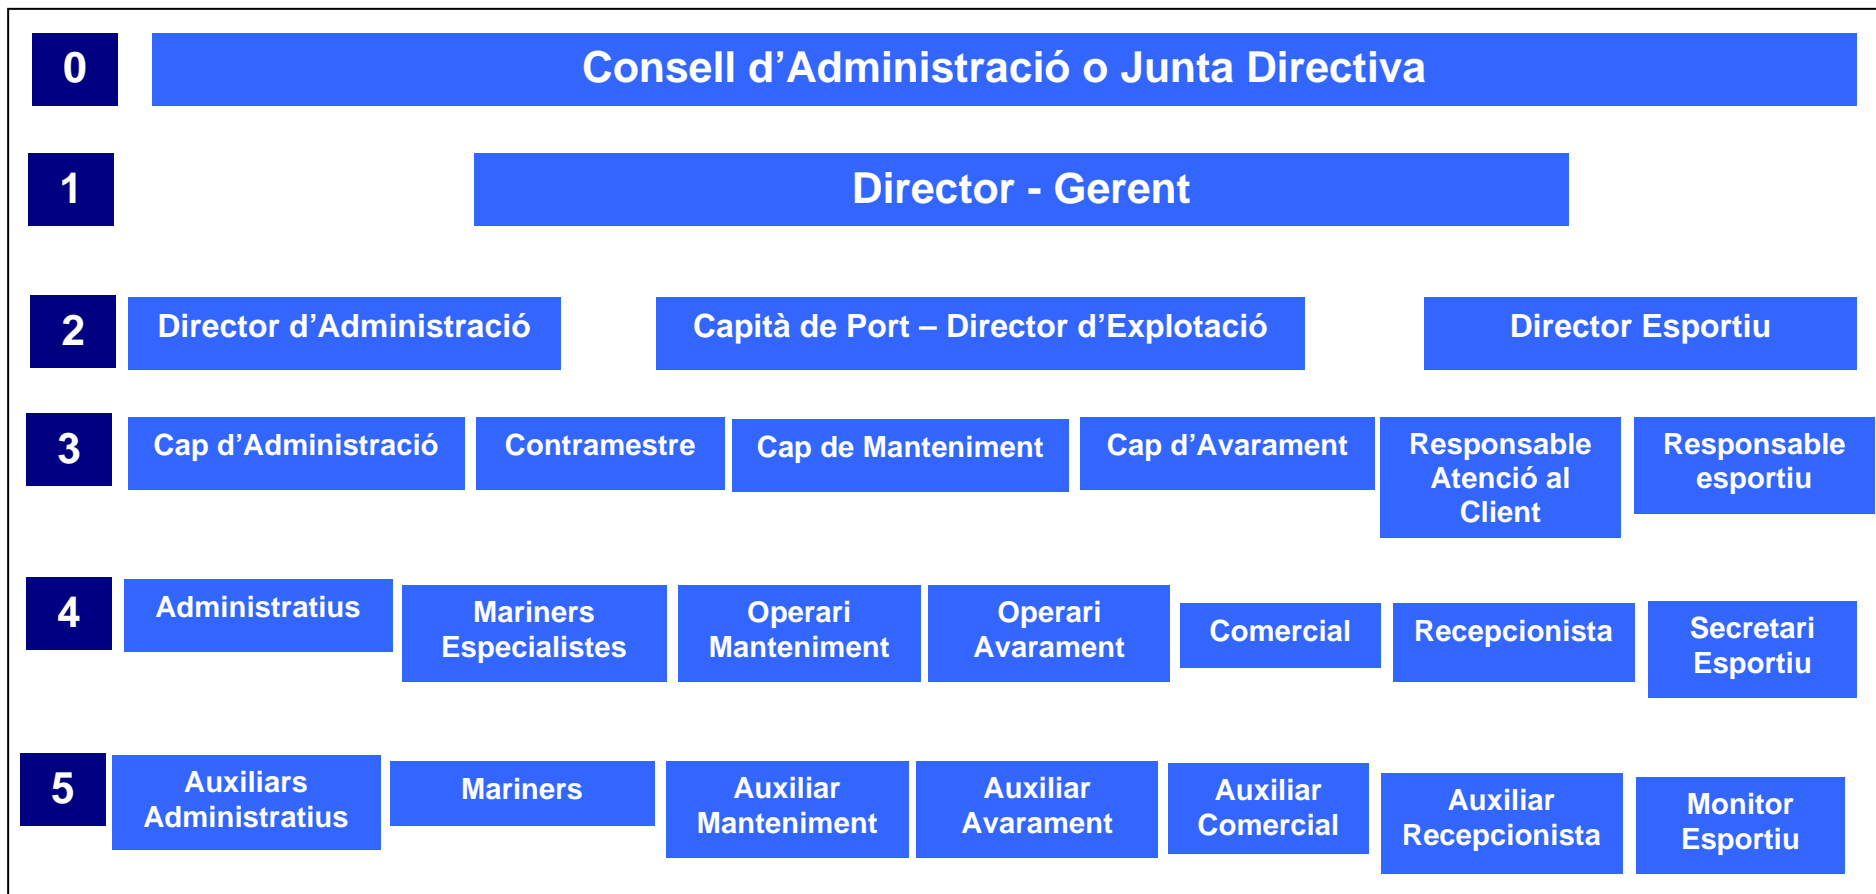 0
Consell d’Administració o Junta Directiva
1
Director - Gerent
2
Director d’Administració
Capità de Port – Director d’Explotació
Director Esportiu
3
Cap d’Administració
Contramestre
Cap de Manteniment
Cap d’Avarament
Responsable
Atenció al
Client
Responsable
esportiu
4
Administratius
Mariners
Especialistes
Operari
Manteniment
Operari
Avarament
Comercial
Recepcionista
Secretari
Esportiu
5
Auxiliars
Administratius
Mariners
Auxiliar
Manteniment
Auxiliar
Avarament
Auxiliar
Comercial
Auxiliar
Recepcionista
Monitor
Esportiu